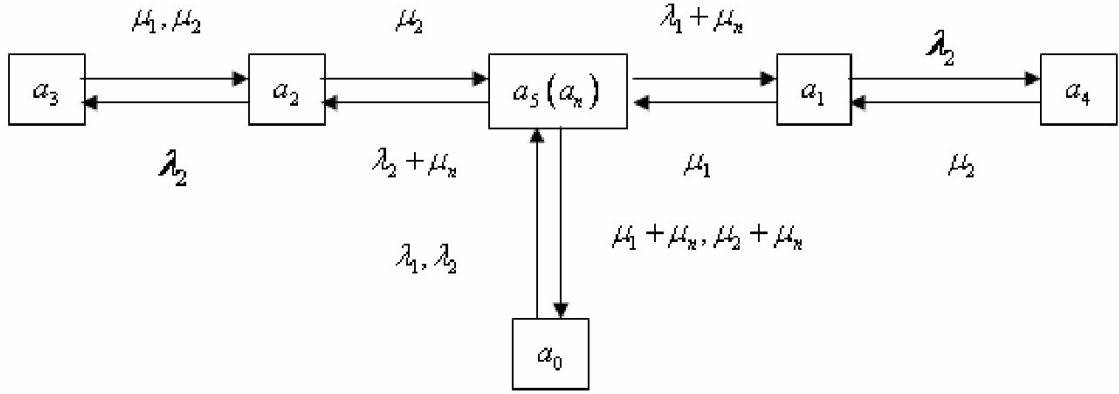 μ₁, μ₂ μ₂ λ₁ + μₙ λ₂
a₃ a₂ a₅(aₙ) a₁ a₄
λ₂ λ₂ + μₙ μ₁ μ₂
λ₁, λ₂ μ₁ + μₙ, μ₂ + μₙ
a₀